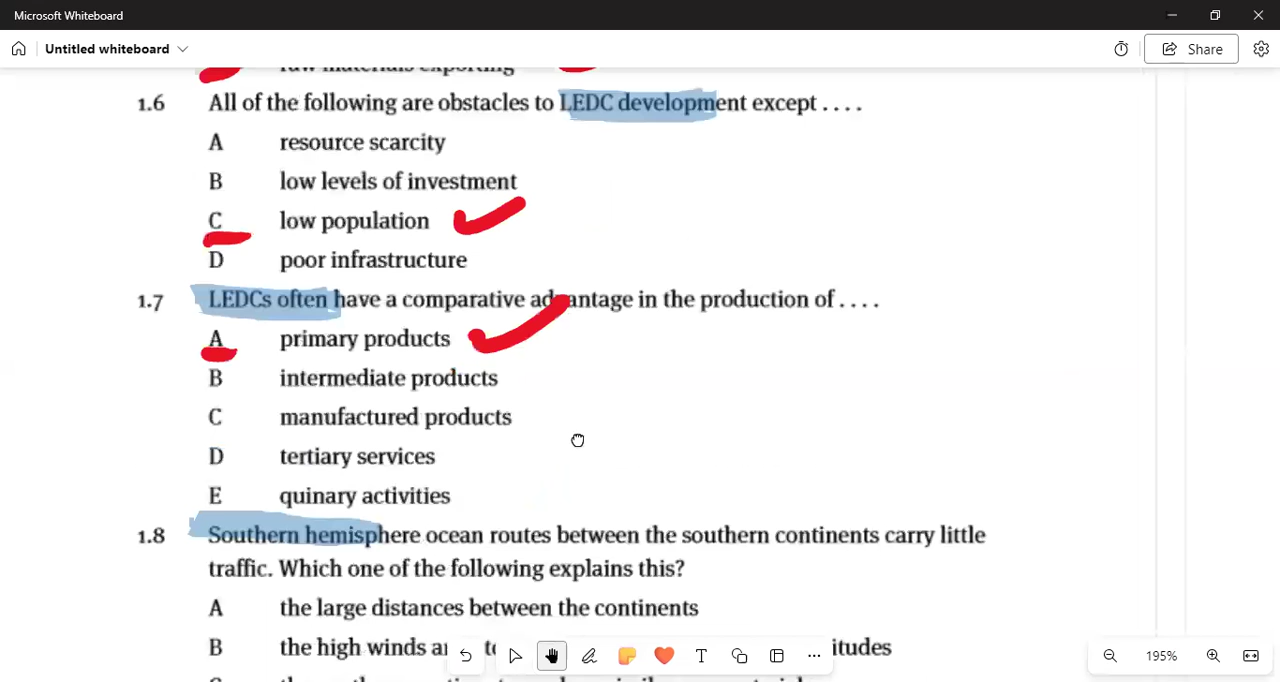 Microsoft Whiteboard
Untitled whiteboard
Share
raw materials exporting
1.6 All of the following are obstacles to LEDC development except ....
A resource scarcity
B low levels of investment
C low population
D poor infrastructure
1.7 LEDCs often have a comparative advantage in the production of ....
A primary products
B intermediate products
C manufactured products
D tertiary services
E quinary activities
1.8 Southern hemisphere ocean routes between the southern continents carry little
traffic. Which one of the following explains this?
A the large distances between the continents
B the high winds
195%